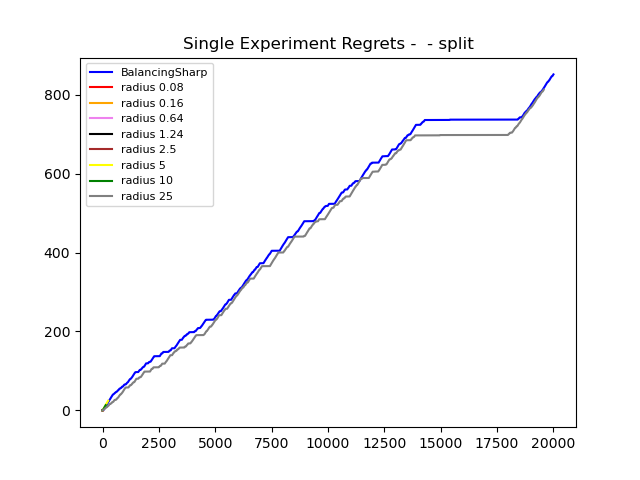 Single Experiment Regrets -  - split
BalancingSharp
radius 0.08
radius 0.16
radius 0.64
radius 1.24
radius 2.5
radius 5
radius 10
radius 25
800
600
400
200
0
0 2500 5000 7500 10000 12500 15000 17500 20000